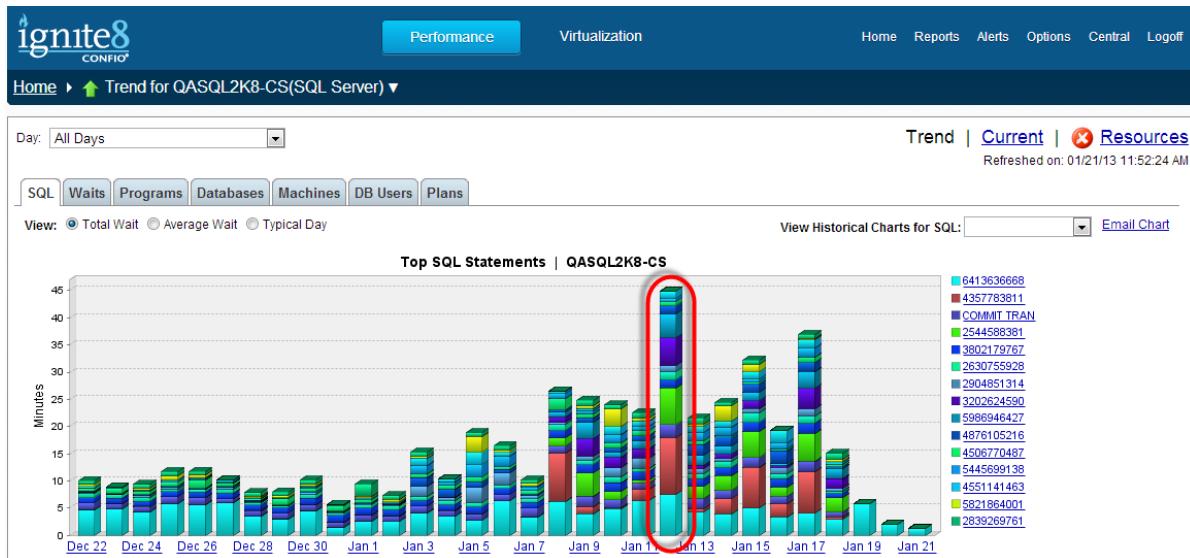 ignite8
CONFIO®
Performance
Virtualization
Home Reports Alerts Options Central Logoff
Home Trend for QASQL2K8-CS(SQL Server) ▼
Day: All Days
Trend | Current | Resources
Refreshed on: 01/21/13 11:52:24 AM
SQL Waits Programs Databases Machines DB Users Plans
View: Total Wait Average Wait Typical Day
View Historical Charts for SQL:
Email Chart
Top SQL Statements | QASQL2K8-CS
Minutes
45
40
35
30
25
20
15
10
5
0
Dec 22 Dec 24 Dec 26 Dec 28 Dec 30 Jan 1 Jan 3 Jan 5 Jan 7 Jan 9 Jan 11 Jan 13 Jan 15 Jan 17 Jan 19 Jan 21
6413636668
4357783811
COMMIT TRAN
2544588381
3802179767
2630755928
2904851314
3202624590
5986946427
4876105216
4506770487
5445699138
4551141463
5821864001
2839269761